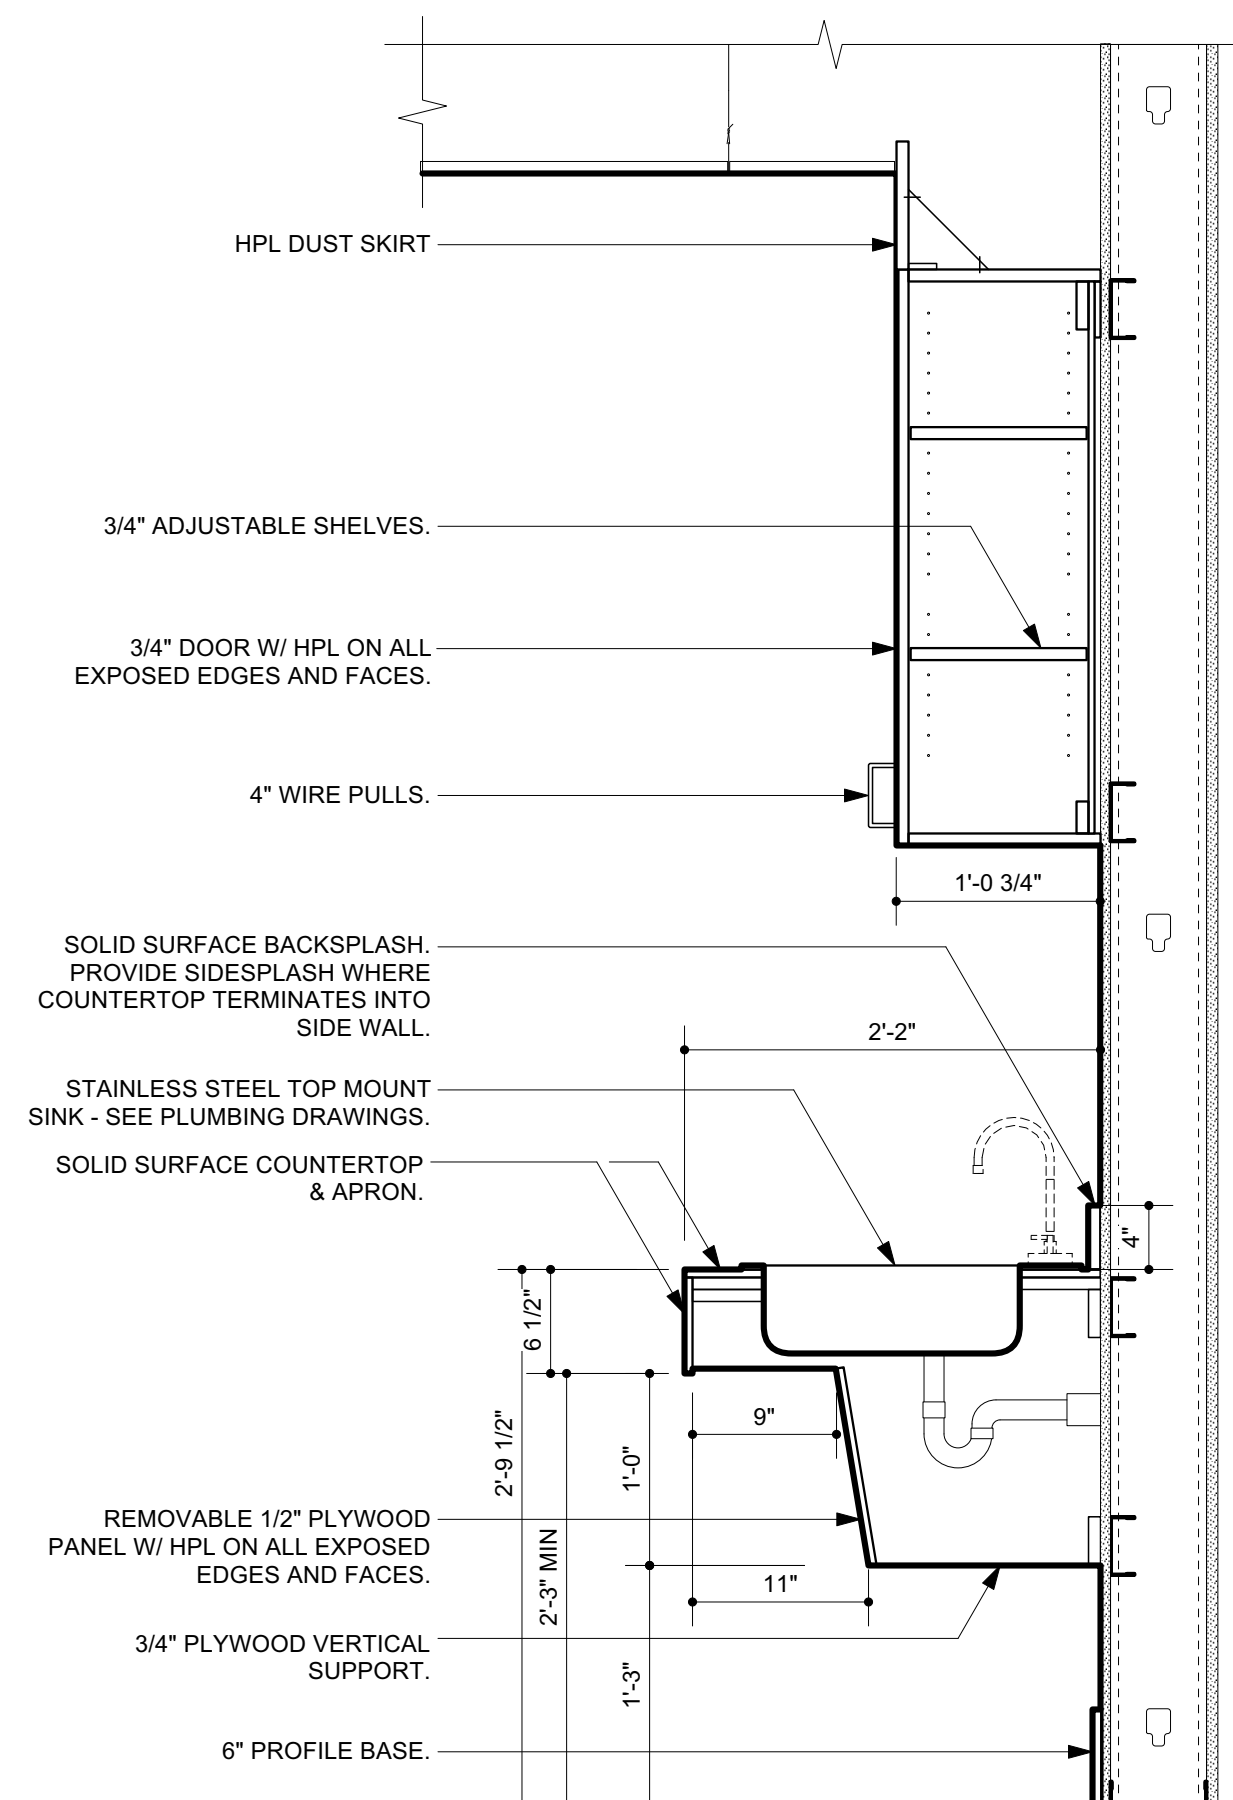 HPL DUST SKIRT
3/4" ADJUSTABLE SHELVES.
3/4" DOOR W/ HPL ON ALL
EXPOSED EDGES AND FACES.
4" WIRE PULLS.
1'-0 3/4"
SOLID SURFACE BACKSPLASH.
PROVIDE SIDESPLASH WHERE
COUNTERTOP TERMINATES INTO
SIDE WALL.
2'-2"
STAINLESS STEEL TOP MOUNT
SINK - SEE PLUMBING DRAWINGS.
SOLID SURFACE COUNTERTOP
& APRON.
4"
6 1/2"
9"
2'-9 1/2"
1'-0"
REMOVABLE 1/2" PLYWOOD
PANEL W/ HPL ON ALL EXPOSED
EDGES AND FACES.
2'-3" MIN
11"
3/4" PLYWOOD VERTICAL
SUPPORT.
1'-3"
6" PROFILE BASE.